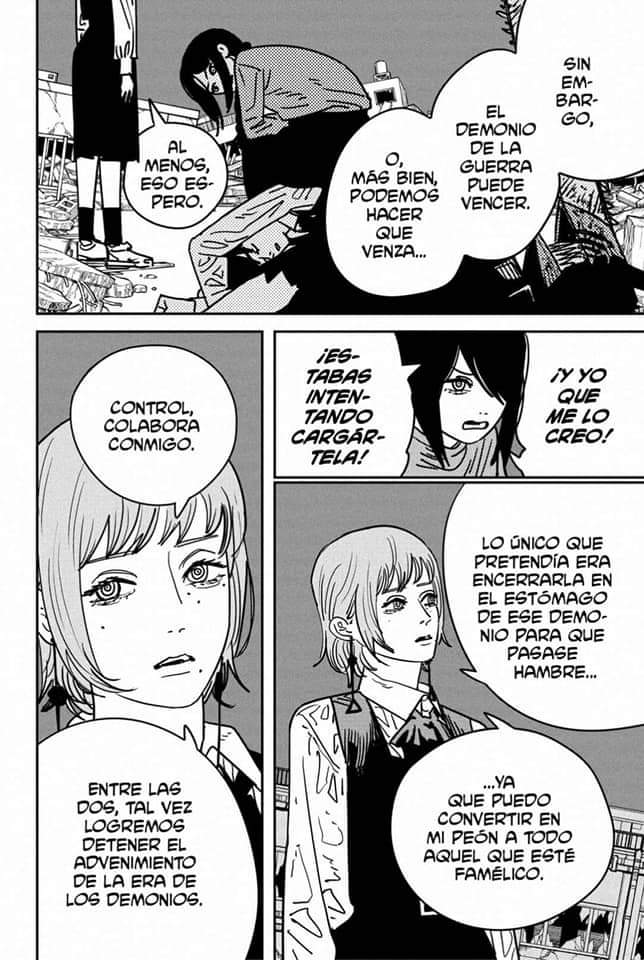 SIN
EM-
BAR-
GO,
EL
DEMONIO
DE LA
GUERRA
PUEDE
VENCER.
O,
MÁS BIEN,
PODEMOS
HACER
QUE
VENZA...
AL
MENOS,
ESO ES-
PERO.
¡Y YO
QUE
ME LO
CREO!
¡ES-
TABAS
INTEN-
TANDO
CARGÁR-
TELA!
LO ÚNICO QUE
PRETENDÍA ERA
ENCERRARLA EN
EL ESTÓMAGO
DE ESE DEMO-
NIO PARA QUE
PASASE
HAMBRE...
...YA
QUE PUEDO
CONVERTIR EN
MI PEÓN A TODO
AQUEL QUE ESTÉ
FAMÉLICO.
CONTROL,
COLABORA
CONMIGO.
ENTRE LAS
DOS, TAL VEZ
LOGREMOS
DETENER EL
ADVENIMIENTO
DE LA ERA DE
LOS DEMONIOS.